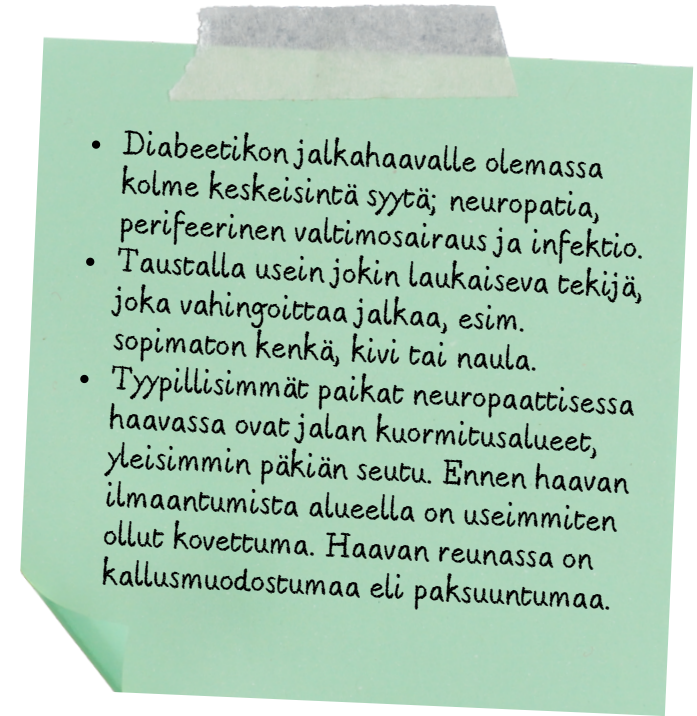 • Diabeetikon jalkahaavalle olemassa
kolme keskeisintä syytä; neuropatia,
perifeerinen valtimosairaus ja infektio.
• Taustalla usein jokin laukaiseva tekijä,
joka vahingoittaa jalkaa, esim.
sopimaton kenkä, kivi tai naula.
• Tyypillisimmät paikat neuropaattisessa
haavassa ovat jalan kuormitusalueet,
yleisimmin päkiän seutu. Ennen haavan
ilmaantumista alueella on useimmiten
ollut kovettuma. Haavan reunassa on
kallusmuodostumaa eli paksuuntumaa.